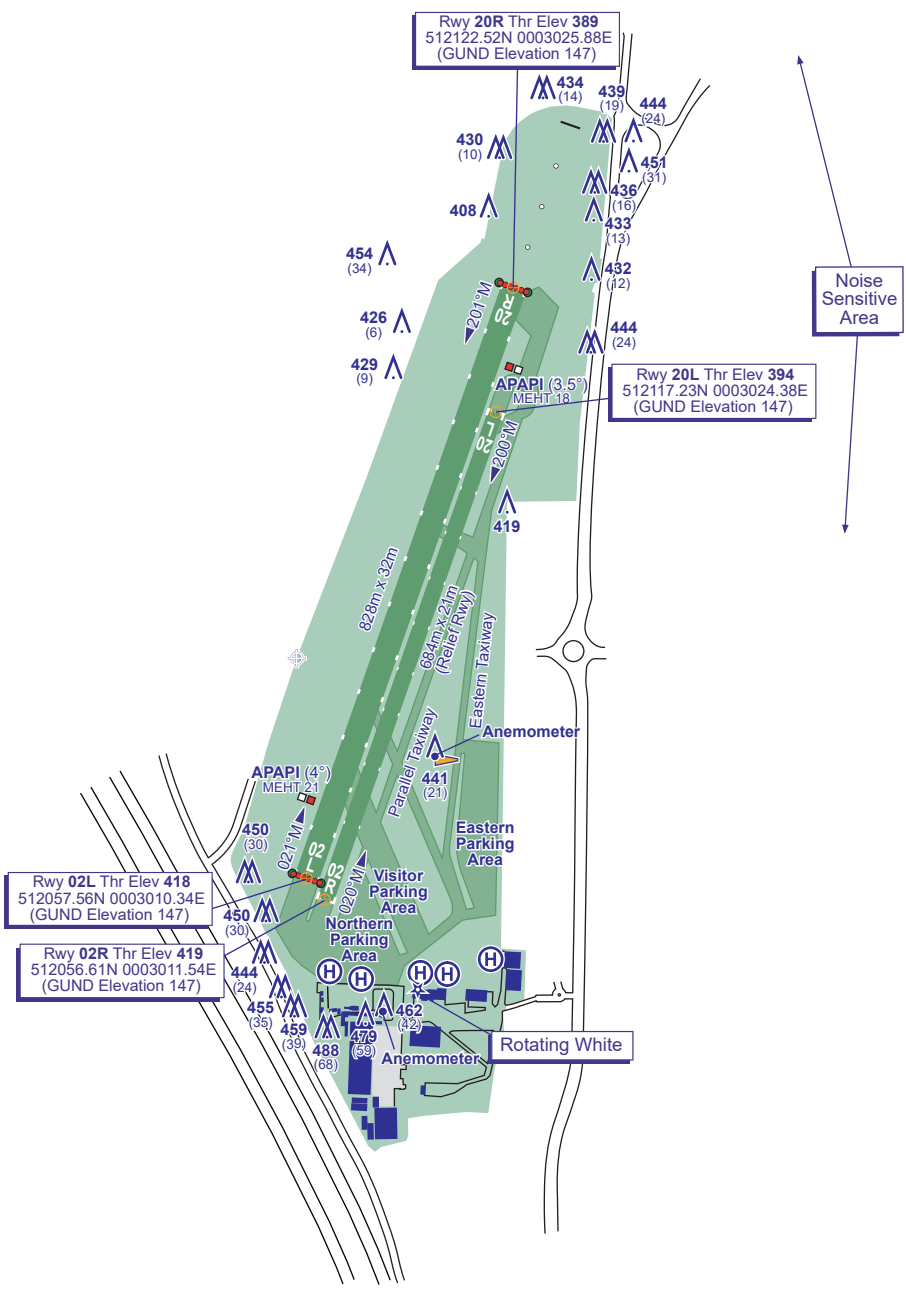 Rwy 20R Thr Elev 389
512122.52N 0003025.88E
(GUND Elevation 147)
434
(14)
439
(19)
444
(24)
430
(10)
451
(31)
436
(16)
408
433
(13)
454
(34)
432
(12)
Noise
Sensitive
Area
201°M
20
R
426
(6)
444
(24)
429
(9)
APAPI (3.5°)
MEHT 18
Rwy 20L Thr Elev 394
512117.23N 0003024.38E
(GUND Elevation 147)
20
L
200°M
419
828m x 32m
684m x 21m
(Relief Rwy)
Eastern Taxiway
Parallel Taxiway
Anemometer
441
(21)
APAPI (4°)
MEHT 21
021°M
02
L
02
R
020°M
Eastern
Parking
Area
450
(30)
Rwy 02L Thr Elev 418
512057.56N 0003010.34E
(GUND Elevation 147)
Visitor
Parking
Area
450
(30)
Northern
Parking
Area
Rwy 02R Thr Elev 419
512056.61N 0003011.54E
(GUND Elevation 147)
H
H
H
H
H
444
(24)
455
(35)
459
(39)
488
(68)
479
(59)
462
(42)
Anemometer
Rotating White